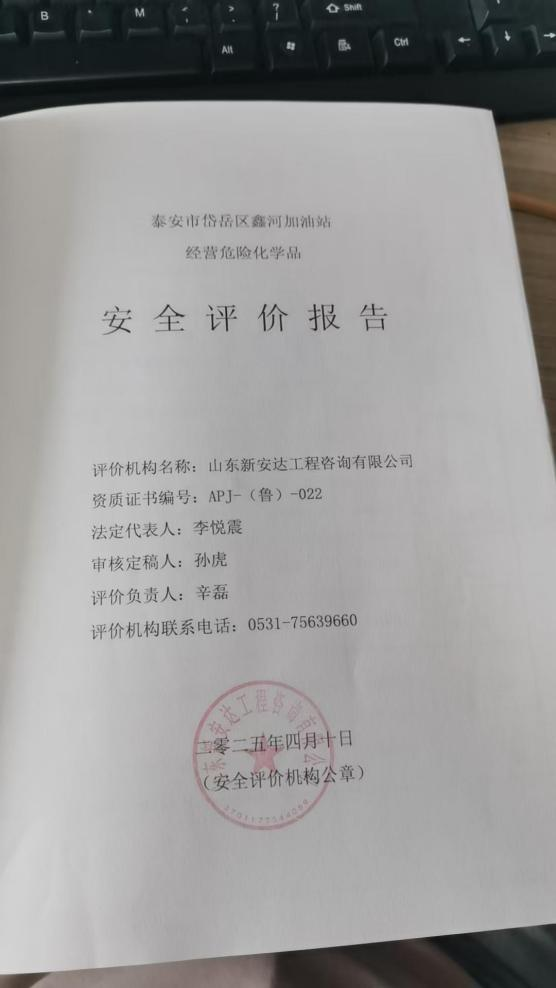 B
M
<
>
?
Shift
Alt
Ctrl
泰安市岱岳区鑫河加油站
经营危险化学品
安全评价报告
评价机构名称：山东新安达工程咨询有限公司
资质证书编号：APJ-（鲁）-022
法定代表人：李悦震
审核定稿人：孙虎
评价负责人：辛磊
评价机构联系电话：0531-75639660
二零二五年四月十日
（安全评价机构公章）